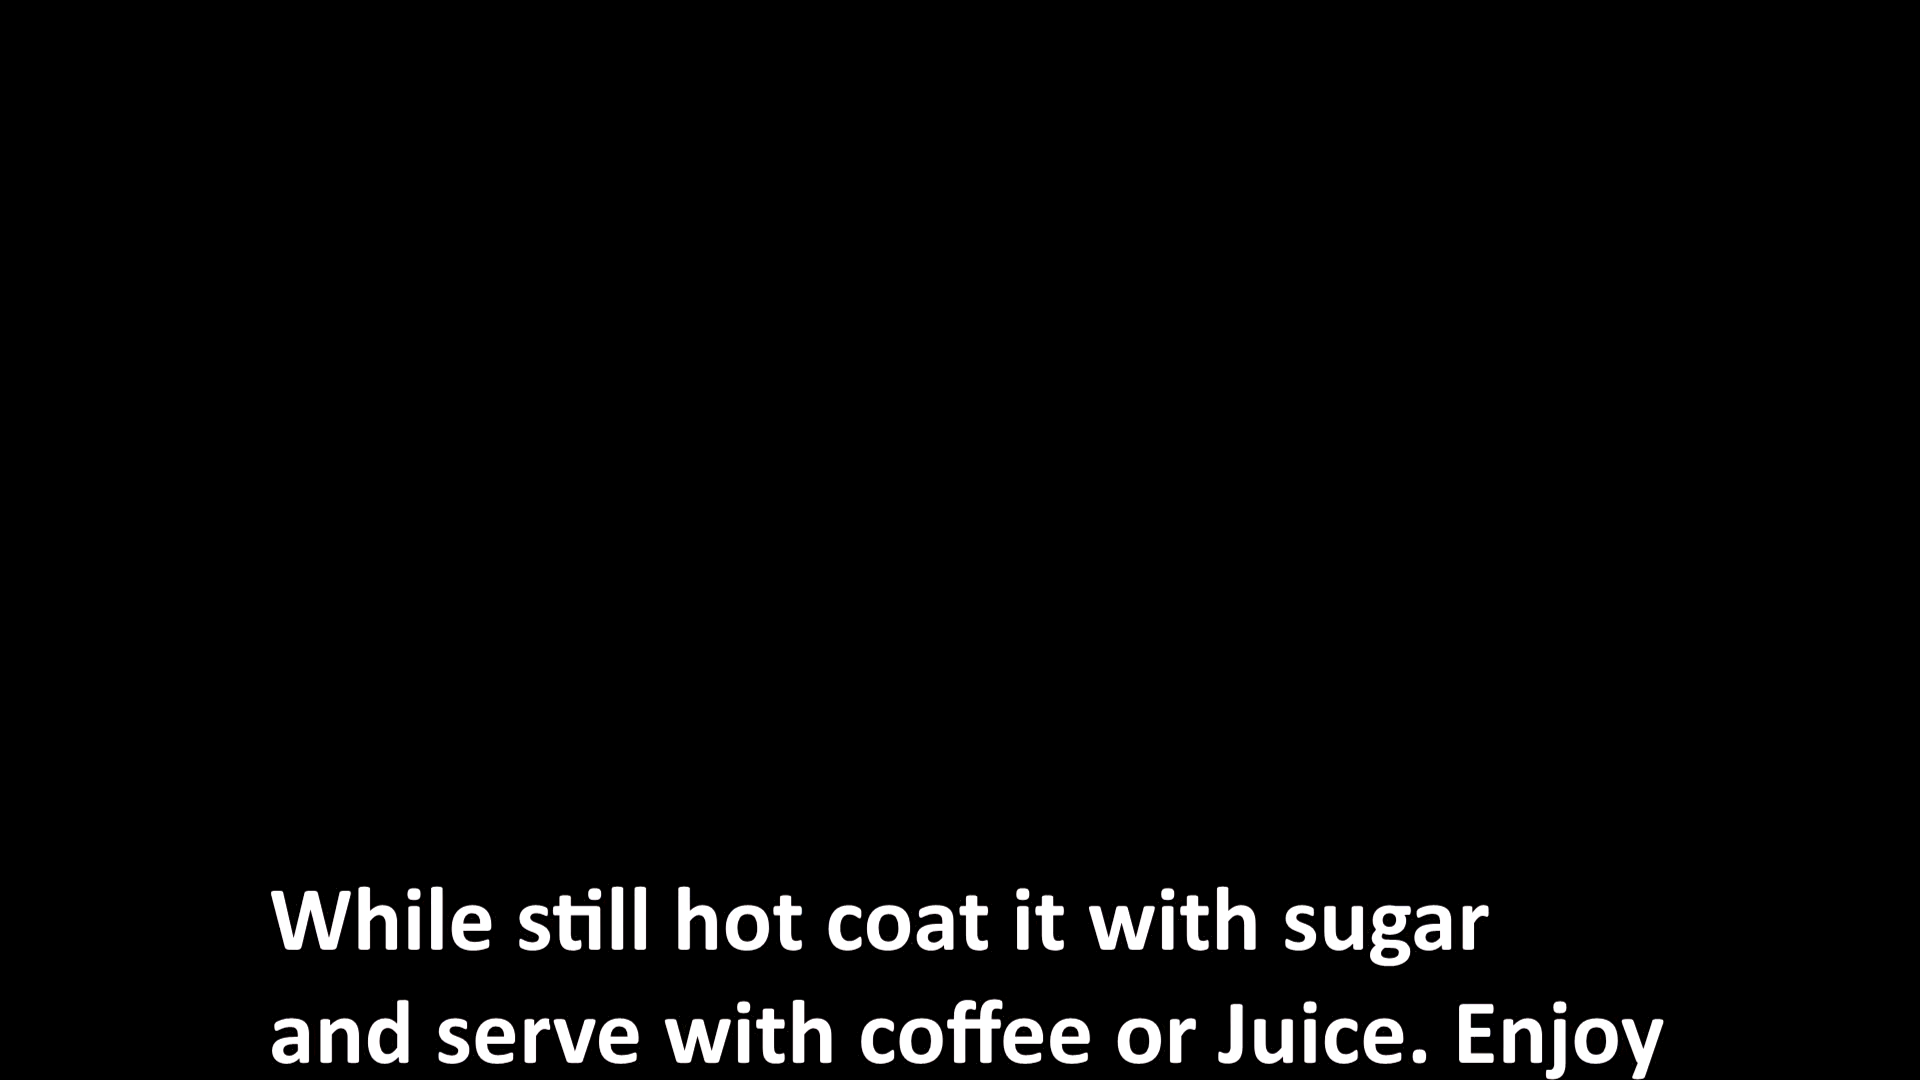 While still hot coat it with sugar
and serve with coffee or Juice. Enjoy